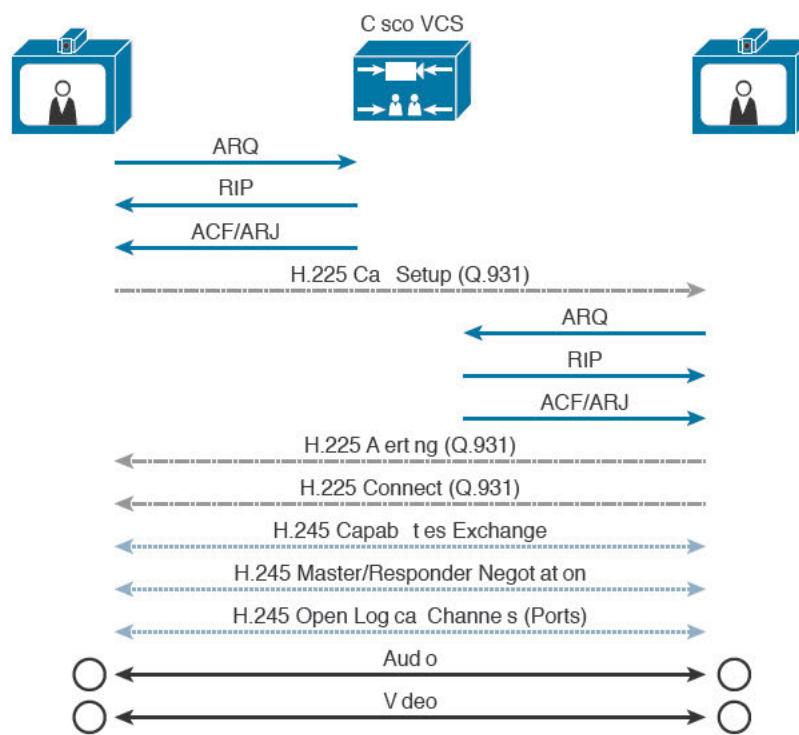 C sco VCS
ARQ
RIP
ACF/ARJ
H.225 Ca Setup (Q.931)
ARQ
RIP
ACF/ARJ
H.225 A ert ng (Q.931)
H.225 Connect (Q.931)
H.245 Capab t es Exchange
H.245 Master/Responder Negot at on
H.245 Open Log ca Channe s (Ports)
Aud o
V deo